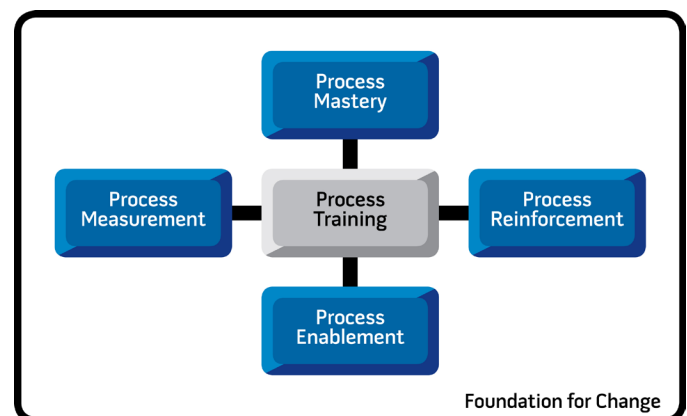 Process
Mastery
Process
Measurement
Process
Training
Process
Reinforcement
Process
Enablement
Foundation for Change